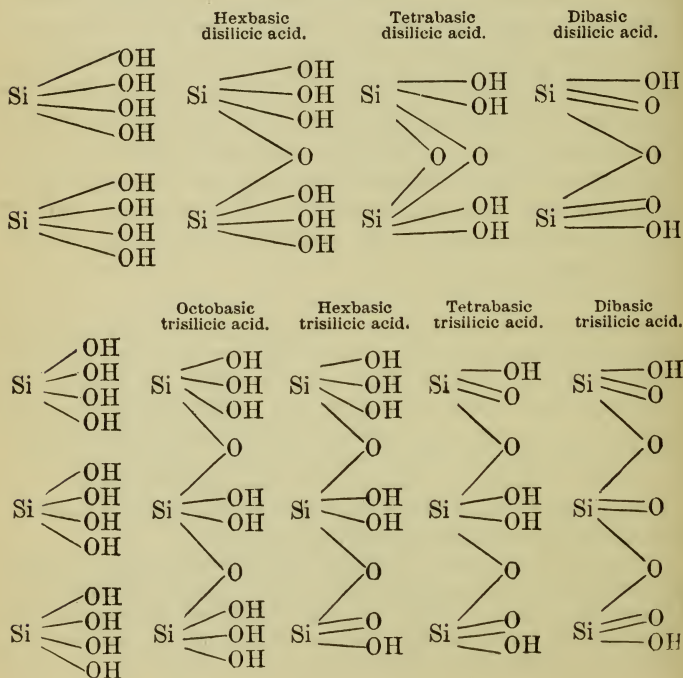 Hexbasic Tetrabasic Dibasic
disilicic acid. disilicic acid. disilicic acid.
OH
OH
OH OH OH OH
Si Si Si Si
OH OH OH O
OH
OH
O O O O
OH
OH
OH OH OH O
Si Si Si Si
OH OH OH OH
OH
OH
Octobasic Hexbasic Tetrabasic Dibasic
trisilicic acid. trisilicic acid. trisilicic acid. trisilicic acid.
OH OH OH OH OH
Si OH Si OH Si OH Si O Si O
OH OH OH
OH
O O O O
OH
OH OH OH OH
Si OH Si Si Si Si O
OH OH OH OH
O O O O
OH OH O O O
Si OH Si OH Si OH Si OH Si OH
OH OH
OH